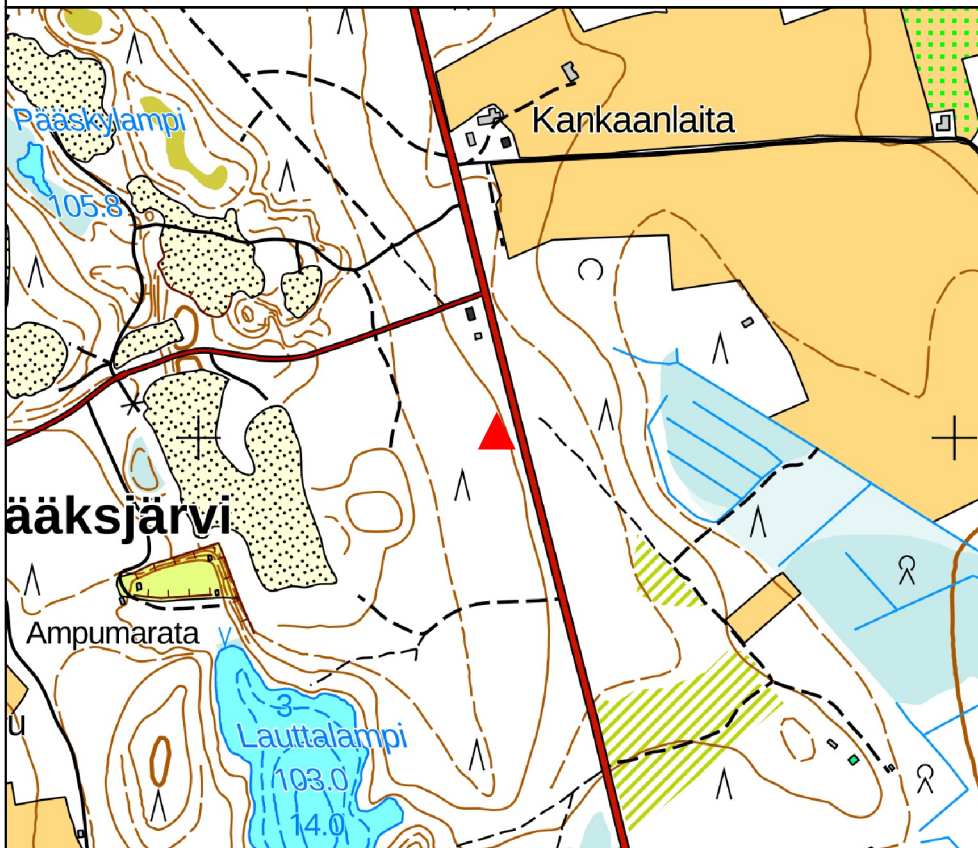 Kankaanlaita
Pääskylampi
105.8
ääksjärvi
Ampumarata
u
3
Lauttalampi
103.0
14.0